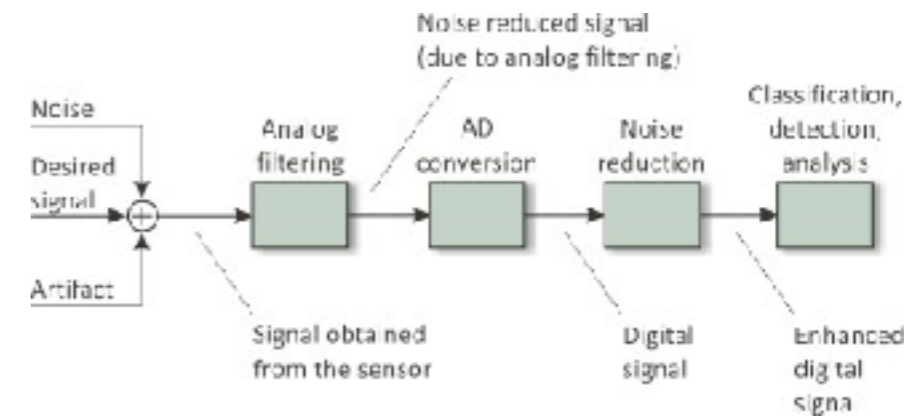 Noise reduced signal
(due to analog filtering)
Noise
Desired
signal
Artifact
Analog
filtering
AD
conversion
Noise
reduction
Classification,
detection,
analysis
Signal obtained
from the sensor
Digital
signal
Enhanced
digital
signal